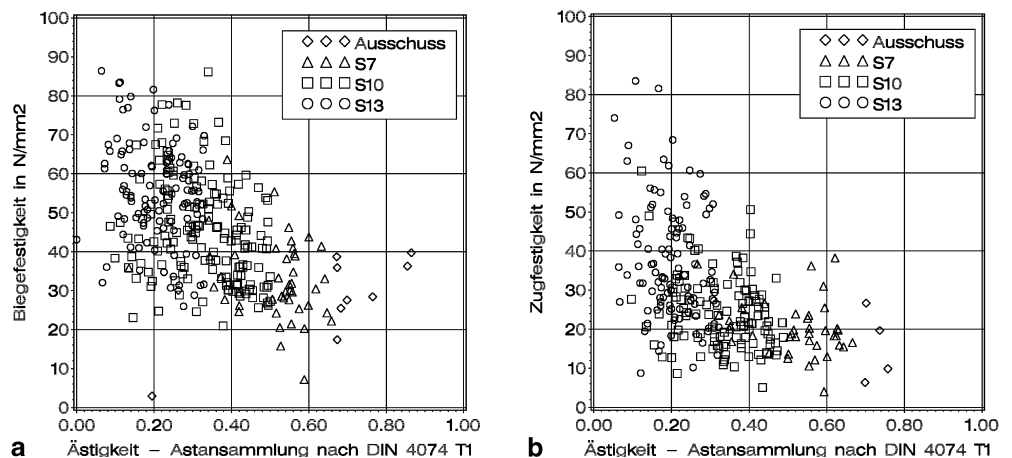 Biegefestigkeit in N/mm2
100
90
80
70
60
50
40
30
20
10
0
Ausschuss
S7
S10
S13
0.00 0.20 0.40 0.60 0.80 1.00
a Ästigkeit – Astansammlung nach DIN 4074 T1
Zugfestigkeit in N/mm2
100
90
80
70
60
50
40
30
20
10
0
Ausschuss
S7
S10
S13
0.00 0.20 0.40 0.60 0.80 1.00
b Ästigkeit – Astansammlung nach DIN 4074 T1